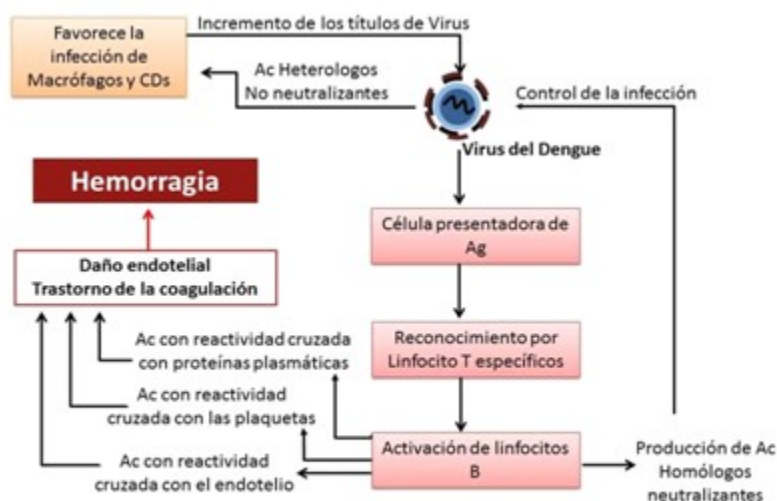 Favorece la
infección de
Macrófagos y CDs
Incremento de los títulos de Virus
Ac Heterologos
No neutralizantes
Control de la infección
Virus del Dengue
Hemorragia
Célula presentadora de
Ag
Daño endotelial
Trastorno de la coagulación
Reconocimiento por
Linfocito T específicos
Ac con reactividad cruzada
con proteínas plasmáticas
Ac con reactividad
cruzada con las plaquetas
Activación de linfocitos
B
Ac con reactividad
cruzada con el endotelio
Producción de Ac
Homólogos
neutralizantes